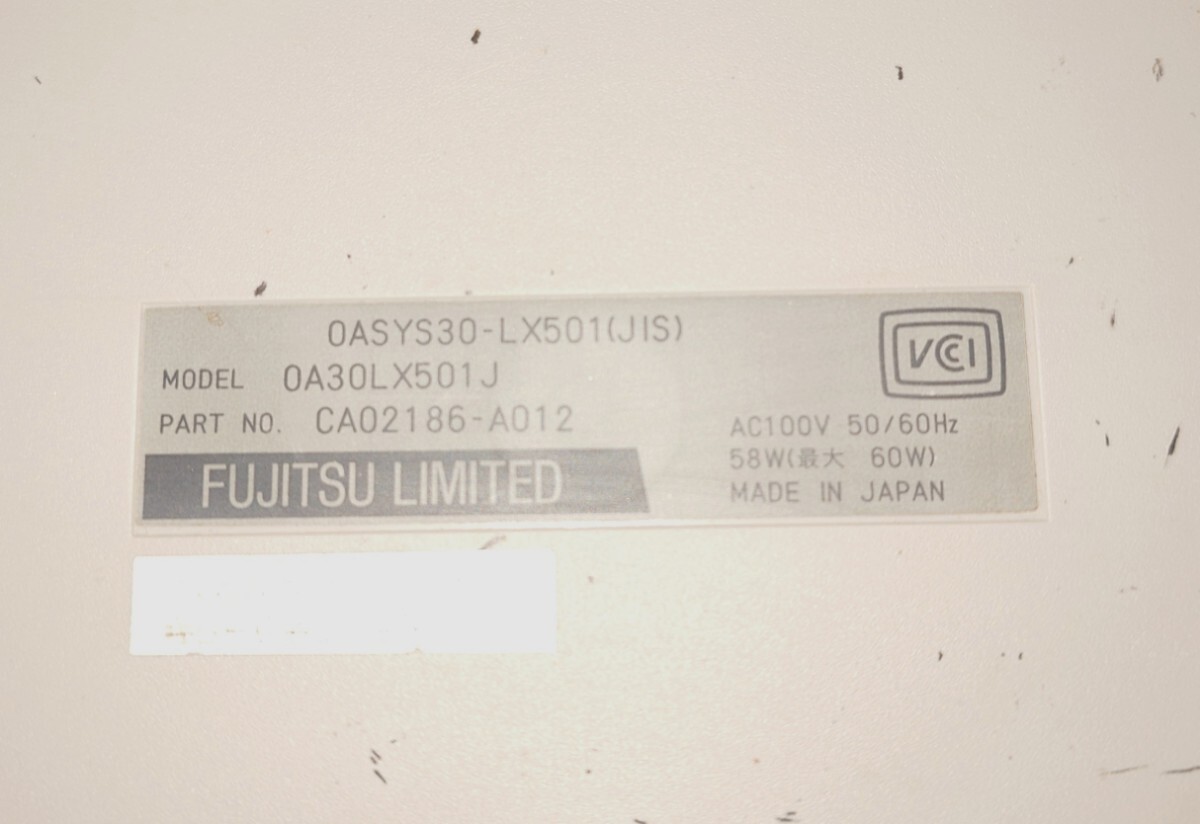 OASYS30-LX501(JIS)
MODEL OA30LX501J
PART NO. CA02186-A012
FUJITSU LIMITED
VCCI
AC100V 50/60Hz
58W(最大 60W)
MADE IN JAPAN